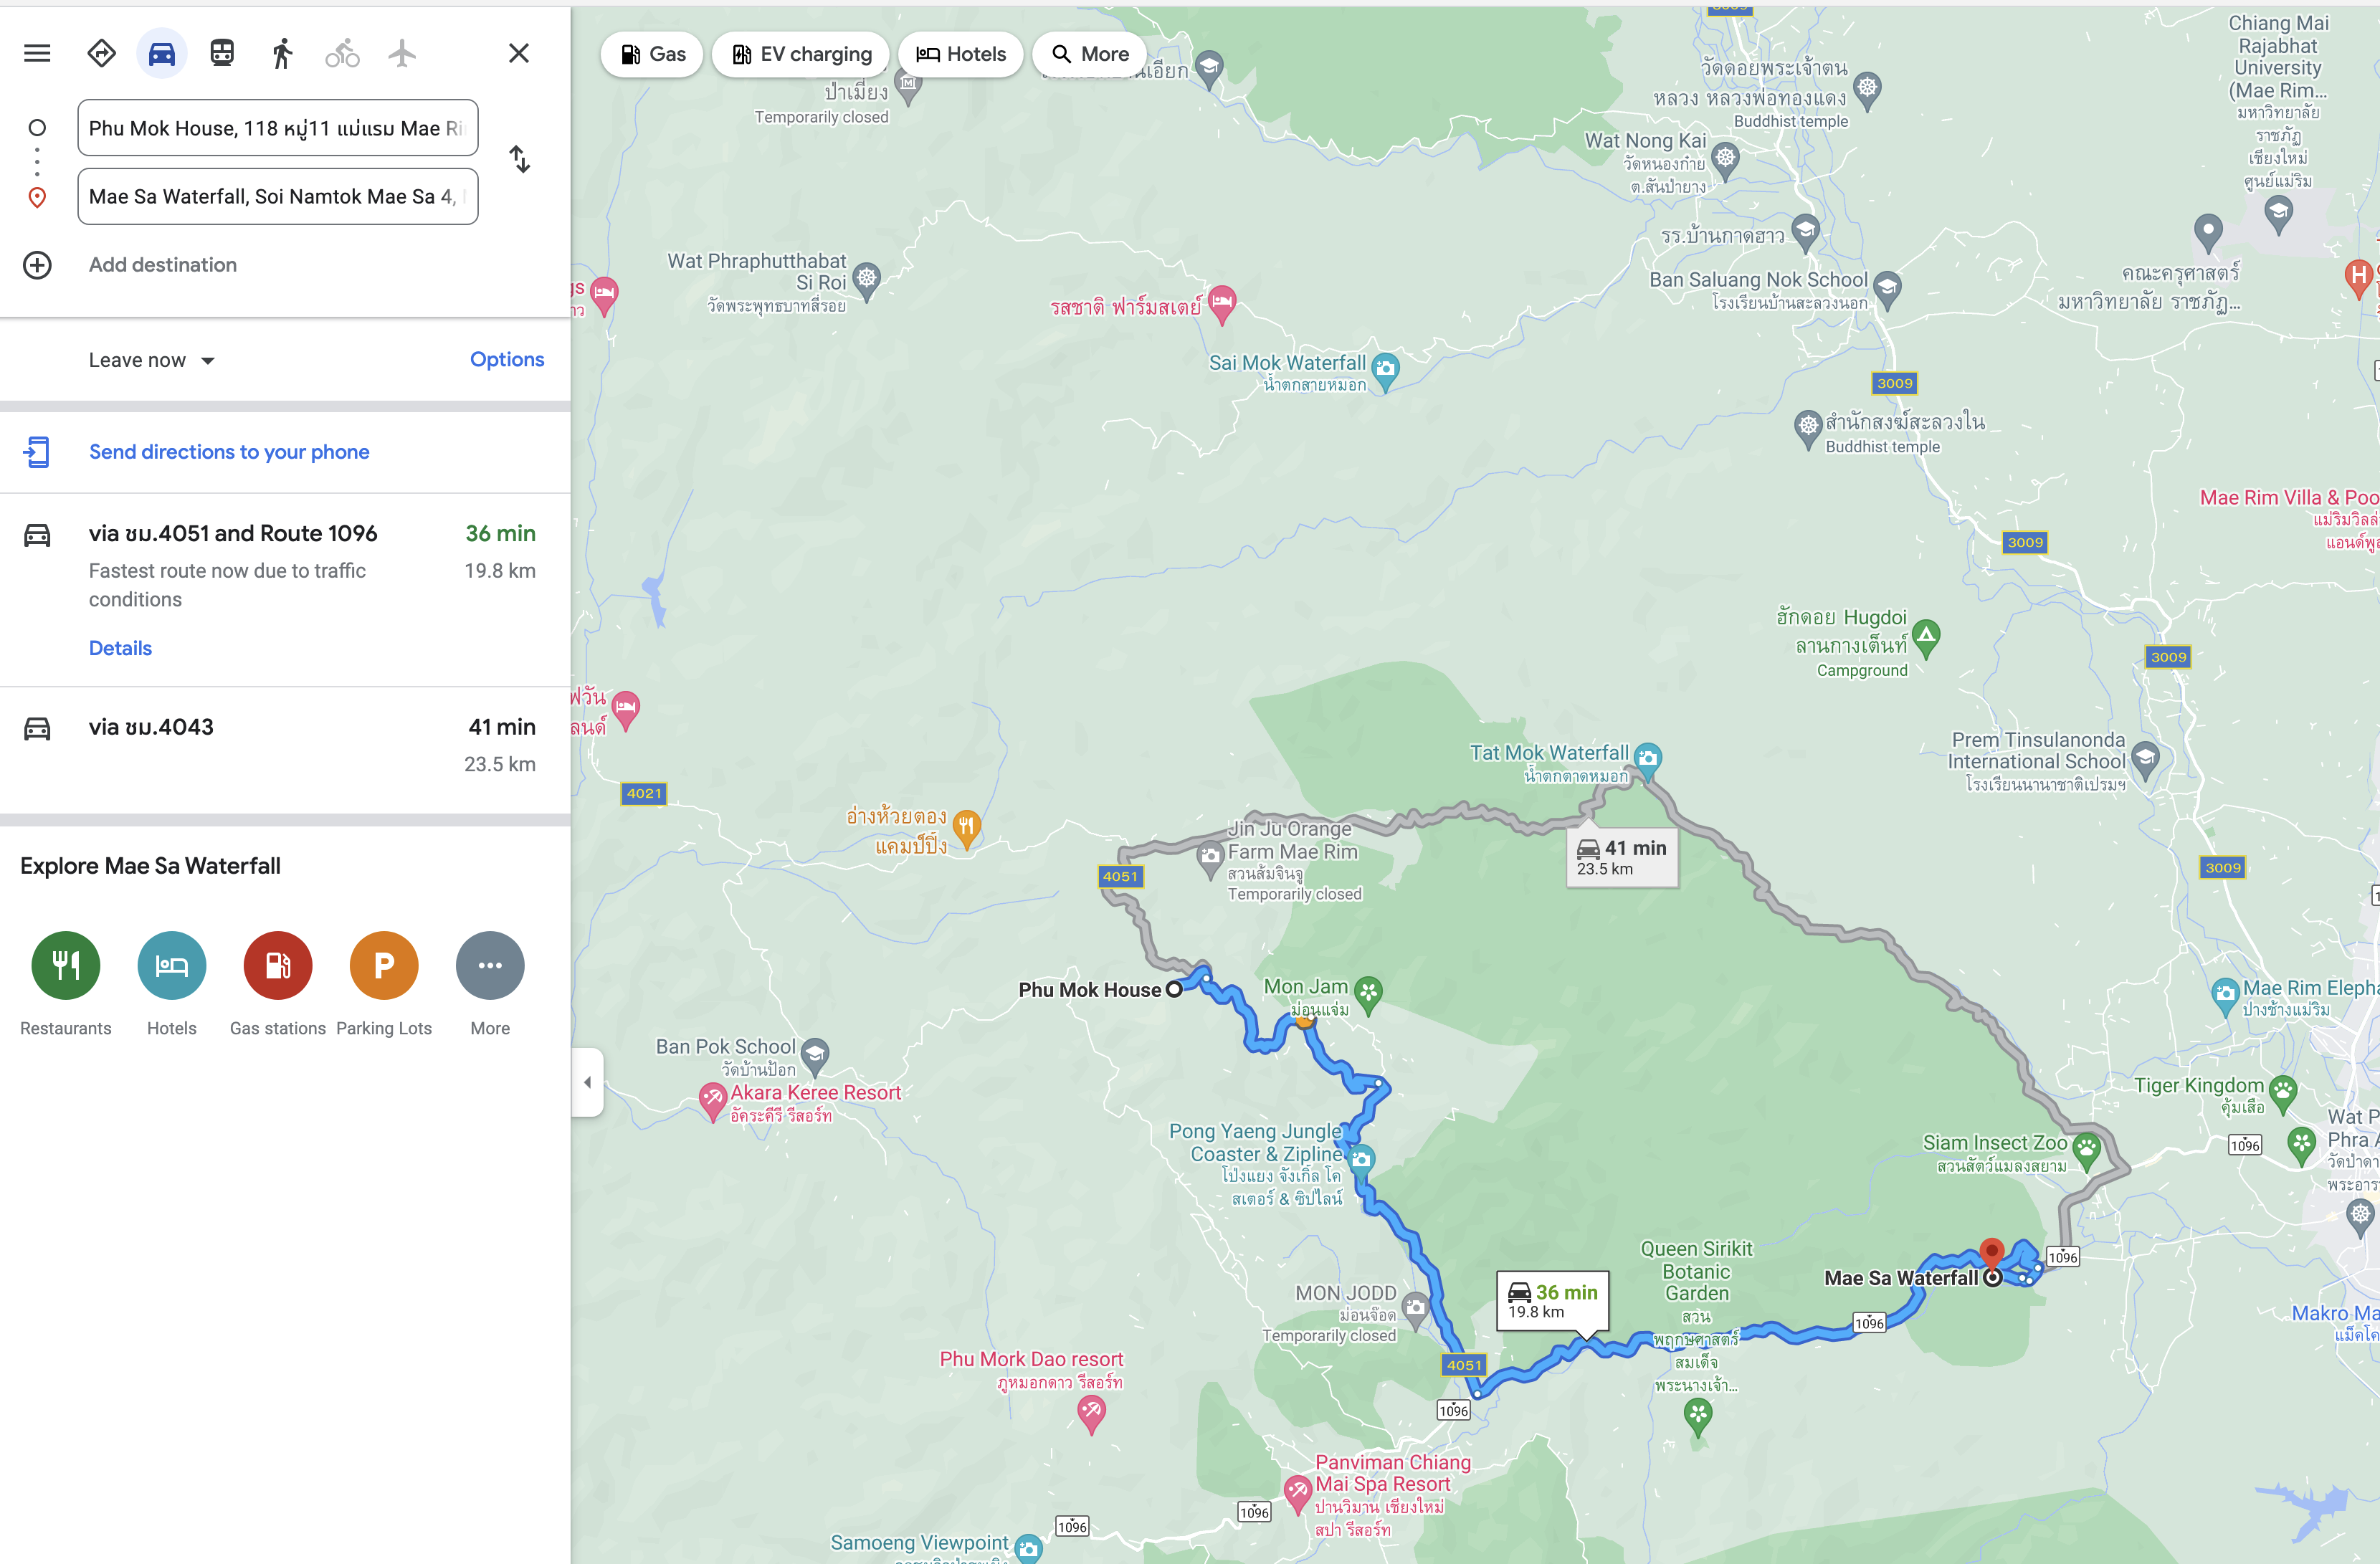 Phu Mok House, 118 หมู่11 แม่แรม Mae Ri
Mae Sa Waterfall, Soi Namtok Mae Sa 4,
Add destination
Leave now
Options
Send directions to your phone
via ชม.4051 and Route 1096
36 min
Fastest route now due to traffic
conditions
19.8 km
Details
via ชม.4043
41 min
23.5 km
Explore Mae Sa Waterfall
Restaurants
Hotels
Gas stations
Parking Lots
More
Gas
EV charging
Hotels
More
ป่าเมี่ยง
Temporarily closed
วัดดอยพระเจ้าตน
หลวง หลวงพ่อทองแดง
Buddhist temple
Chiang Mai
Rajabhat
University
(Mae Rim...
มหาวิทยาลัย
ราชภัฏ
เชียงใหม่
ศูนย์แม่ริม
Wat Nong Kai
วัดหนองก๋าย
ต.สันป่ายาง
รร.บ้านกาดฮาว
Ban Saluang Nok School
โรงเรียนบ้านสะลวงนอก
คณะครุศาสตร์
มหาวิทยาลัย ราชภัฏ...
Wat Phraphutthabat
Si Roi
วัดพระพุทธบาทสี่รอย
รสชาติ ฟาร์มสเตย์
Sai Mok Waterfall
น้ำตกสายหมอก
3009
สำนักสงฆ์สะลวงใน
Buddhist temple
Mae Rim Villa & Poo
แม่ริมวิลล่
แอนด์พูล
3009
ฮักดอย Hugdoi
ลานกางเต็นท์
Campground
3009
Tat Mok Waterfall
น้ำตกตาดหมอก
Prem Tinsulanonda
International School
โรงเรียนนานาชาติเปรมฯ
4021
อ่างห้วยตอง
แคมป์ปิ้ง
Jin Ju Orange
Farm Mae Rim
สวนส้มจินจู
Temporarily closed
41 min
23.5 km
3009
4051
Phu Mok House
Mon Jam
ม่อนแจ่ม
Mae Rim Eleph
ปางช้างแม่ริม
Ban Pok School
วัดบ้านป้อก
Akara Keree Resort
อัคระคีรี รีสอร์ท
Pong Yaeng Jungle
Coaster & Zipline
โป่งแยง จังเกิ้ล โค
สเตอร์ & ซิปไลน์
Tiger Kingdom
คุ้มเสือ
Siam Insect Zoo
สวนสัตว์แมลงสยาม
1096
Wat P
Phra
วัดป่าดา
พระอาร
Queen Sirikit
Botanic
Garden
สวน
พฤกษศาสตร์
สมเด็จ
พระนางเจ้า...
Mae Sa Waterfall
1096
1096
36 min
19.8 km
MON JODD
ม่อนจ๊อด
Temporarily closed
Makro Ma
แม็คโค
Phu Mork Dao resort
ภูหมอกดาว รีสอร์ท
4051
1096
Panviman Chiang
Mai Spa Resort
ปานวิมาน เชียงใหม่
สปา รีสอร์ท
1096
1096
Samoeng Viewpoint